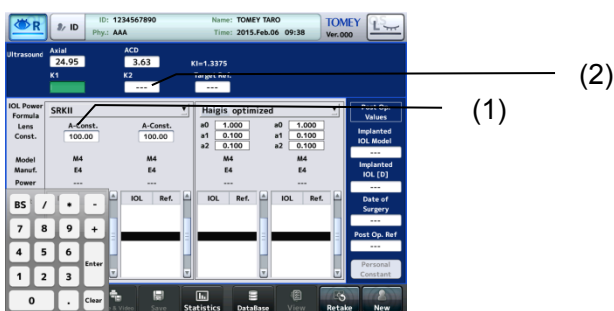 R ID ID: 1234567890 Name: TOMEY TARO TOMEY L
Phy.: AAA Time: 2015.Feb.06 09:38 Ver.000
Ultrasound Axial ACD
24.95 3.63 KI=1.3375
K1 K2 Target Ref.
--- ---
(2)
(1)
IOL Power Formula SRKII Haigis optimized Post Op. Values
Lens Const. A-Const. A-Const. a0 1.000 a0 1.000
100.00 100.00 a1 0.100 a1 0.100
a2 0.100 a2 0.100
Implanted IOL Model
---
Model M4 M4 M4 M4
Manuf. E4 E4 E4 E4
Power --- --- --- ---
Implanted IOL [D]
---
IOL Ref. IOL Ref. IOL Ref.
Date of Surgery
---
Post Op. Ref
---
Personal Constant
BS / * -
7 8 9 +
4 5 6
Enter
1 2 3
0 . Clear
& Video Save Statistics DataBase View Retake New